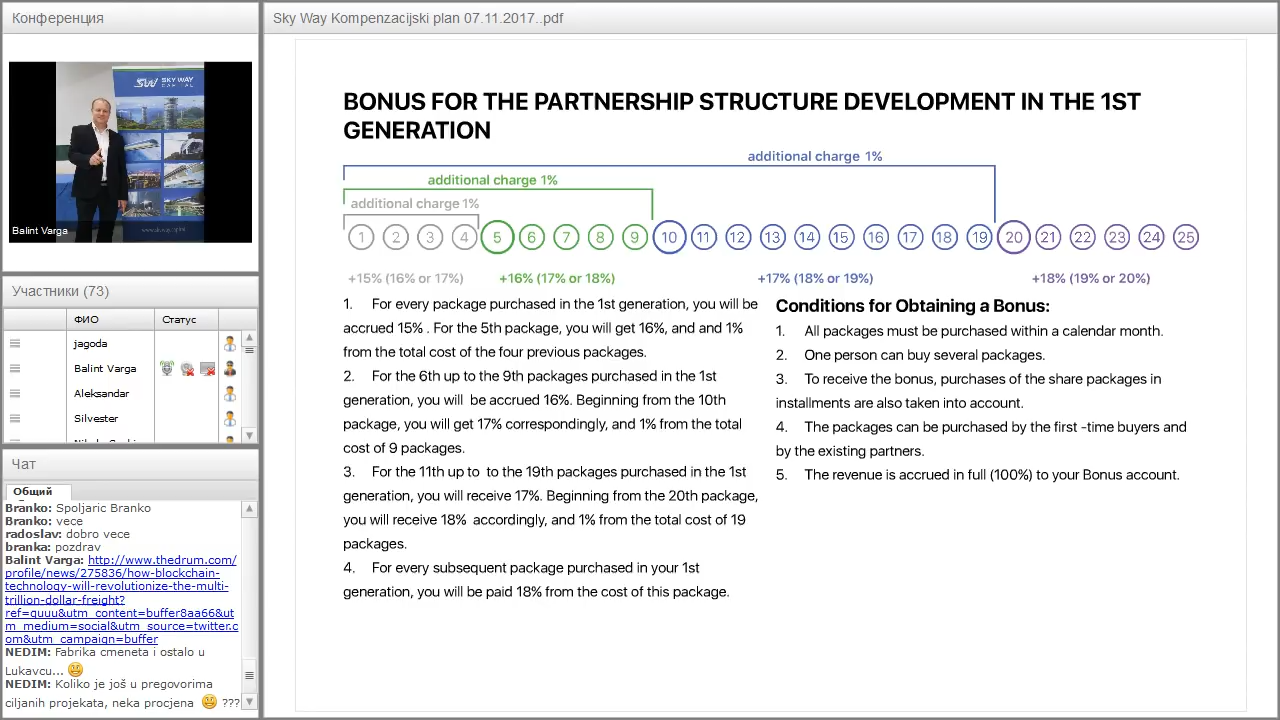 Конференция
SKY WAY
CAPITAL
Balint Varga
Участники (73)
ФИО
Статус
jagoda
Balint Varga
Aleksandar
Silvester
Чат
Общий
Branko: Spoljaric Branko
Branko: vece
radoslav: dobro vece
branka: pozdrav
Balint Varga: http://www.thedrum.com/
profile/news/275836/how-blockchain-
technology-will-revolutionize-the-multi-
trillion-dollar-freight?
ref=quuu&utm_content=buffer8aa66&ut
m_medium=social&utm_source=twitter.c
om&utm_campaign=buffer
NEDIM: Fabrika cmeneta i ostalo u
Lukavcu...
NEDIM: Koliko je još u pregovorima
ciljanih projekata, neka procjena ???
Sky Way Kompenzacijski plan 07.11.2017..pdf
BONUS FOR THE PARTNERSHIP STRUCTURE DEVELOPMENT IN THE 1ST
GENERATION
additional charge 1%
additional charge 1%
additional charge 1%
1 2 3 4 5 6 7 8 9 10 11 12 13 14 15 16 17 18 19 20 21 22 23 24 25
+15% (16% or 17%) +16% (17% or 18%) +17% (18% or 19%) +18% (19% or 20%)
1. For every package purchased in the 1st generation, you will be
accrued 15% . For the 5th package, you will get 16%, and and 1%
from the total cost of the four previous packages.
2. For the 6th up to the 9th packages purchased in the 1st
generation, you will be accrued 16%. Beginning from the 10th
package, you will get 17% correspondingly, and 1% from the total
cost of 9 packages.
3. For the 11th up to to the 19th packages purchased in the 1st
generation, you will receive 17%. Beginning from the 20th package,
you will receive 18% accordingly, and 1% from the total cost of 19
packages.
4. For every subsequent package purchased in your 1st
generation, you will be paid 18% from the cost of this package.
Conditions for Obtaining a Bonus:
1. All packages must be purchased within a calendar month.
2. One person can buy several packages.
3. To receive the bonus, purchases of the share packages in
installments are also taken into account.
4. The packages can be purchased by the first -time buyers and
by the existing partners.
5. The revenue is accrued in full (100%) to your Bonus account.